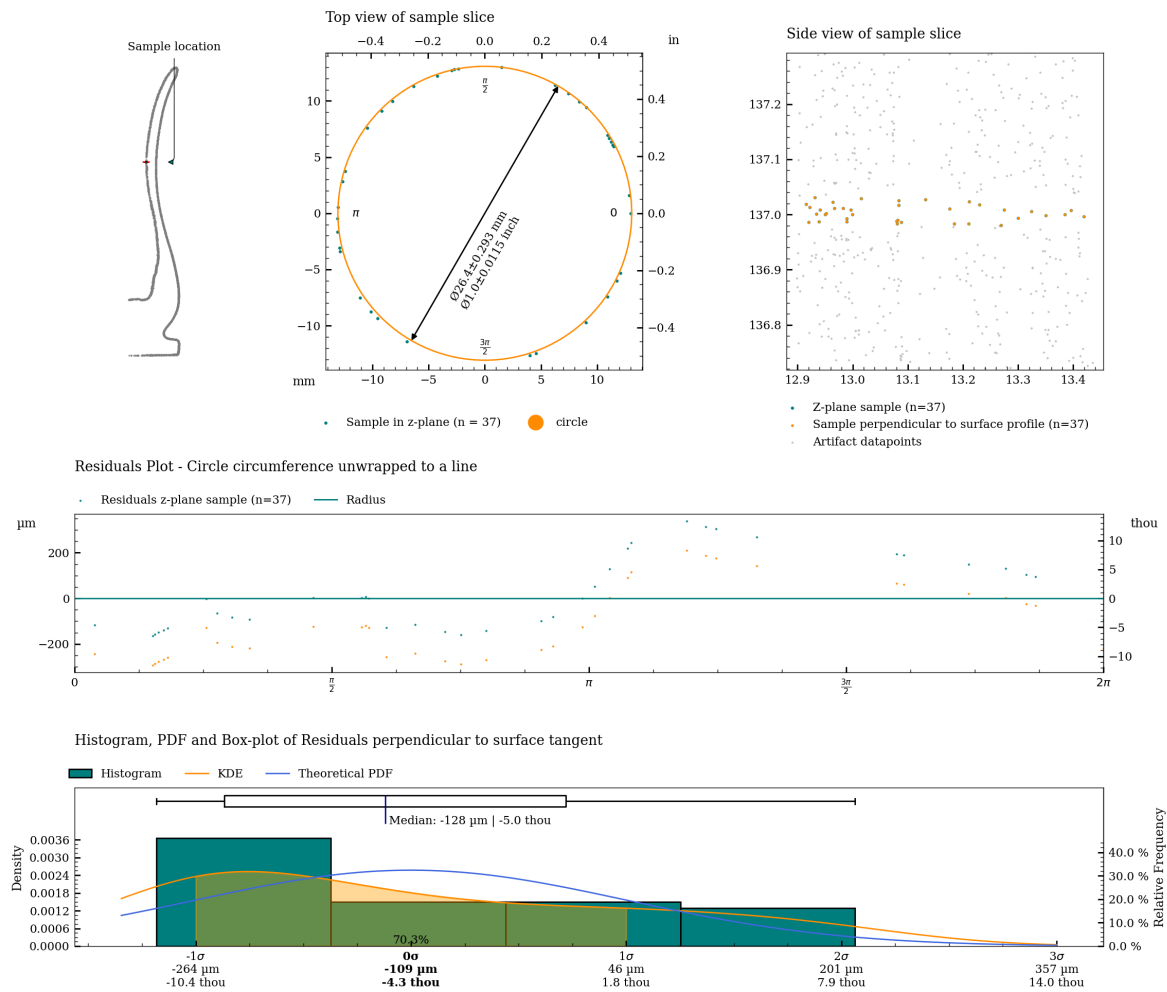 Top view of sample slice
Sample location
−0.4 −0.2 0.0 0.2 0.4 in
Side view of sample slice
π/2
10
5
0
−5
−10
π
0
3π/2
0.4
0.2
0.0
−0.2
−0.4
Ø26.4±0.293 mm
Ø1.0±0.0115 inch
mm −10 −5 0 5 10
137.2
137.1
137.0
136.9
136.8
12.9 13.0 13.1 13.2 13.3 13.4
Sample in z-plane (n = 37) circle
Z-plane sample (n=37)
Sample perpendicular to surface profile (n=37)
Artifact datapoints
Residuals Plot - Circle circumference unwrapped to a line
Residuals z-plane sample (n=37) Radius
µm thou
200
0
−200
10
5
0
−5
−10
0 π/2 π 3π/2 2π
Histogram, PDF and Box-plot of Residuals perpendicular to surface tangent
Histogram KDE Theoretical PDF
Median: -128 µm | -5.0 thou
Density
0.0036
0.0030
0.0024
0.0018
0.0012
0.0006
0.0000
40.0 %
30.0 %
20.0 %
10.0 %
0.0 %
Relative Frequency
70.3%
-1σ 0σ 1σ 2σ 3σ
-264 µm -109 µm 46 µm 201 µm 357 µm
-10.4 thou -4.3 thou 1.8 thou 7.9 thou 14.0 thou